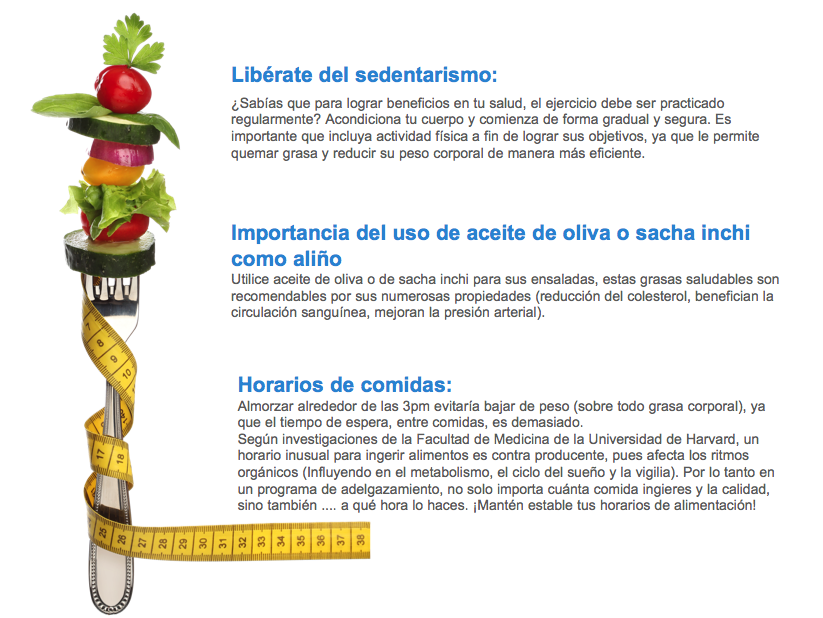 Libérate del sedentarismo:
¿Sabías que para lograr beneficios en tu salud, el ejercicio debe ser practicado
regularmente? Acondiciona tu cuerpo y comienza de forma gradual y segura. Es
importante que incluya actividad física a fin de lograr sus objetivos, ya que le permite
quemar grasa y reducir su peso corporal de manera más eficiente.
Importancia del uso de aceite de oliva o sacha inchi
como aliño
Utilice aceite de oliva o de sacha inchi para sus ensaladas, estas grasas saludables son
recomendables por sus numerosas propiedades (reducción del colesterol, benefician la
circulación sanguínea, mejoran la presión arterial).
Horarios de comidas:
Almorzar alrededor de las 3pm evitaría bajar de peso (sobre todo grasa corporal), ya
que el tiempo de espera, entre comidas, es demasiado.
Según investigaciones de la Facultad de Medicina de la Universidad de Harvard, un
horario inusual para ingerir alimentos es contra producente, pues afecta los ritmos
orgánicos (Influyendo en el metabolismo, el ciclo del sueño y la vigilia). Por lo tanto en
un programa de adelgazamiento, no solo importa cuánta comida ingieres y la calidad,
sino también .... a qué hora lo haces. ¡Mantén estable tus horarios de alimentación!
7
8
9
10
17 18
25 26 27 28 29 30 31 32 33 34 35 36 37 38